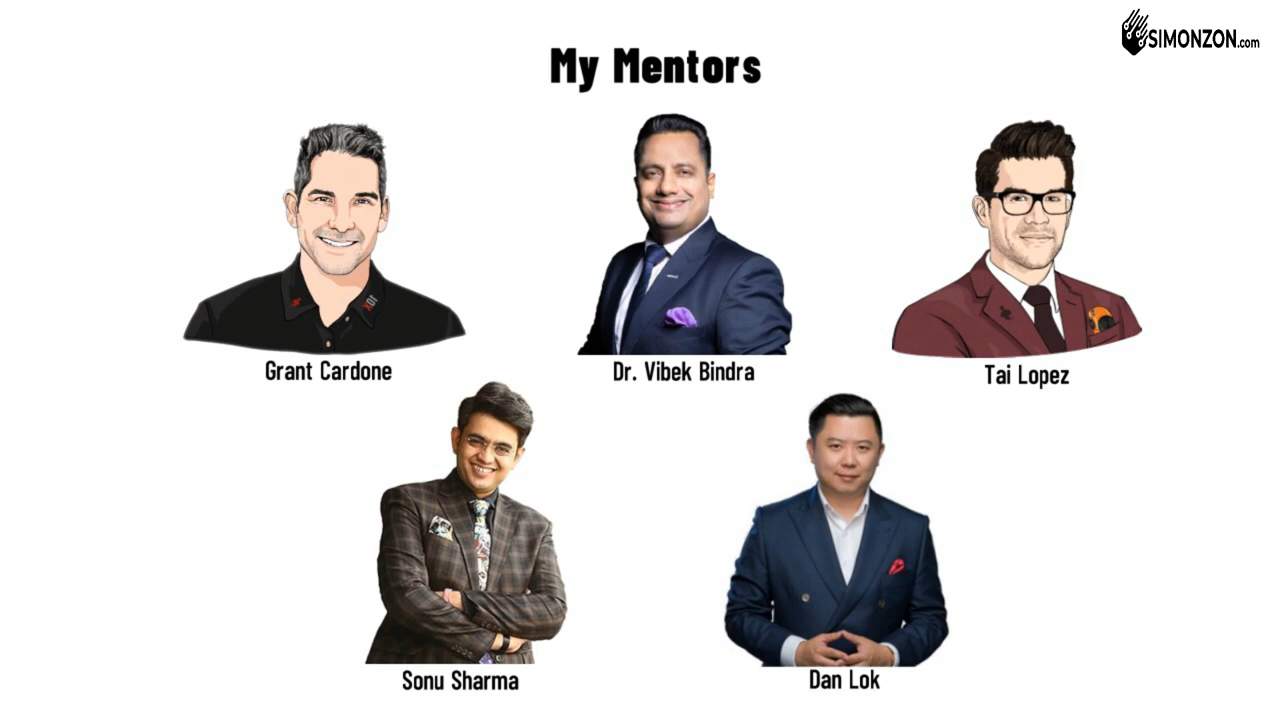 SIMONZON.com
My Mentors
Grant Cardone
Dr. Vibek Bindra
Tai Lopez
Sonu Sharma
Dan Lok